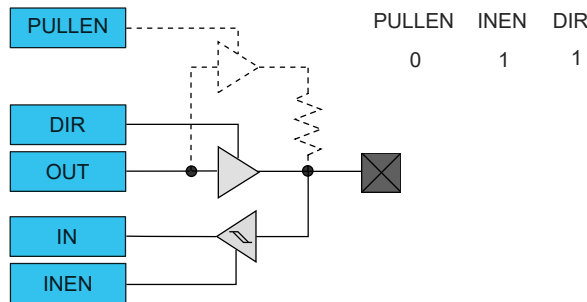 PULLEN
PULLEN INEN DIR
0 1 1
DIR
OUT
IN
INEN